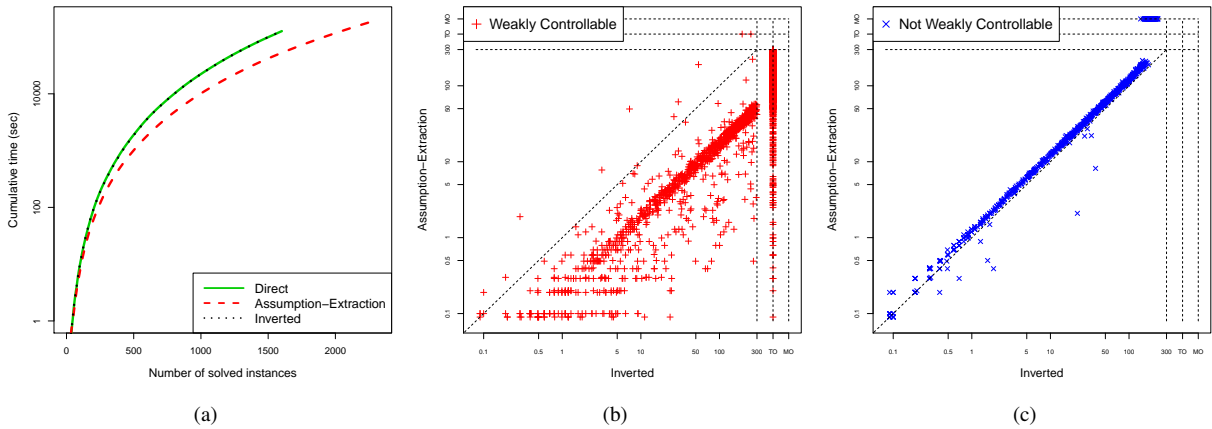 Cumulative time (sec)
1 100 10000
Direct
Assumption−Extraction
Inverted
0 500 1000 1500 2000
Number of solved instances
(a)
Weakly Controllable
Assumption−Extraction
0.1 0.5 1 5 10 50 100 300 TO MO
0.1 0.5 1 5 10 50 100 300 TO MO
Inverted
(b)
Not Weakly Controllable
Assumption−Extraction
0.1 0.5 1 5 10 50 100 300 TO MO
0.1 0.5 1 5 10 50 100 300 TO MO
Inverted
(c)